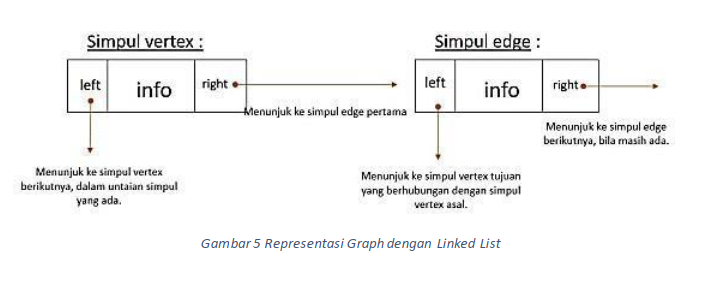 Simpul vertex :
left
info
right
Menunjuk ke simpul edge pertama
Menunjuk ke simpul vertex
berikutnya, dalam untaian simpul
yang ada.
Simpul edge :
left
info
right
Menunjuk ke simpul edge
berikutnya, bila masih ada.
Menunjuk ke simpul vertex tujuan
yang berhubungan dengan simpul
vertex asal.
Gambar 5 Representasi Graph dengan Linked List